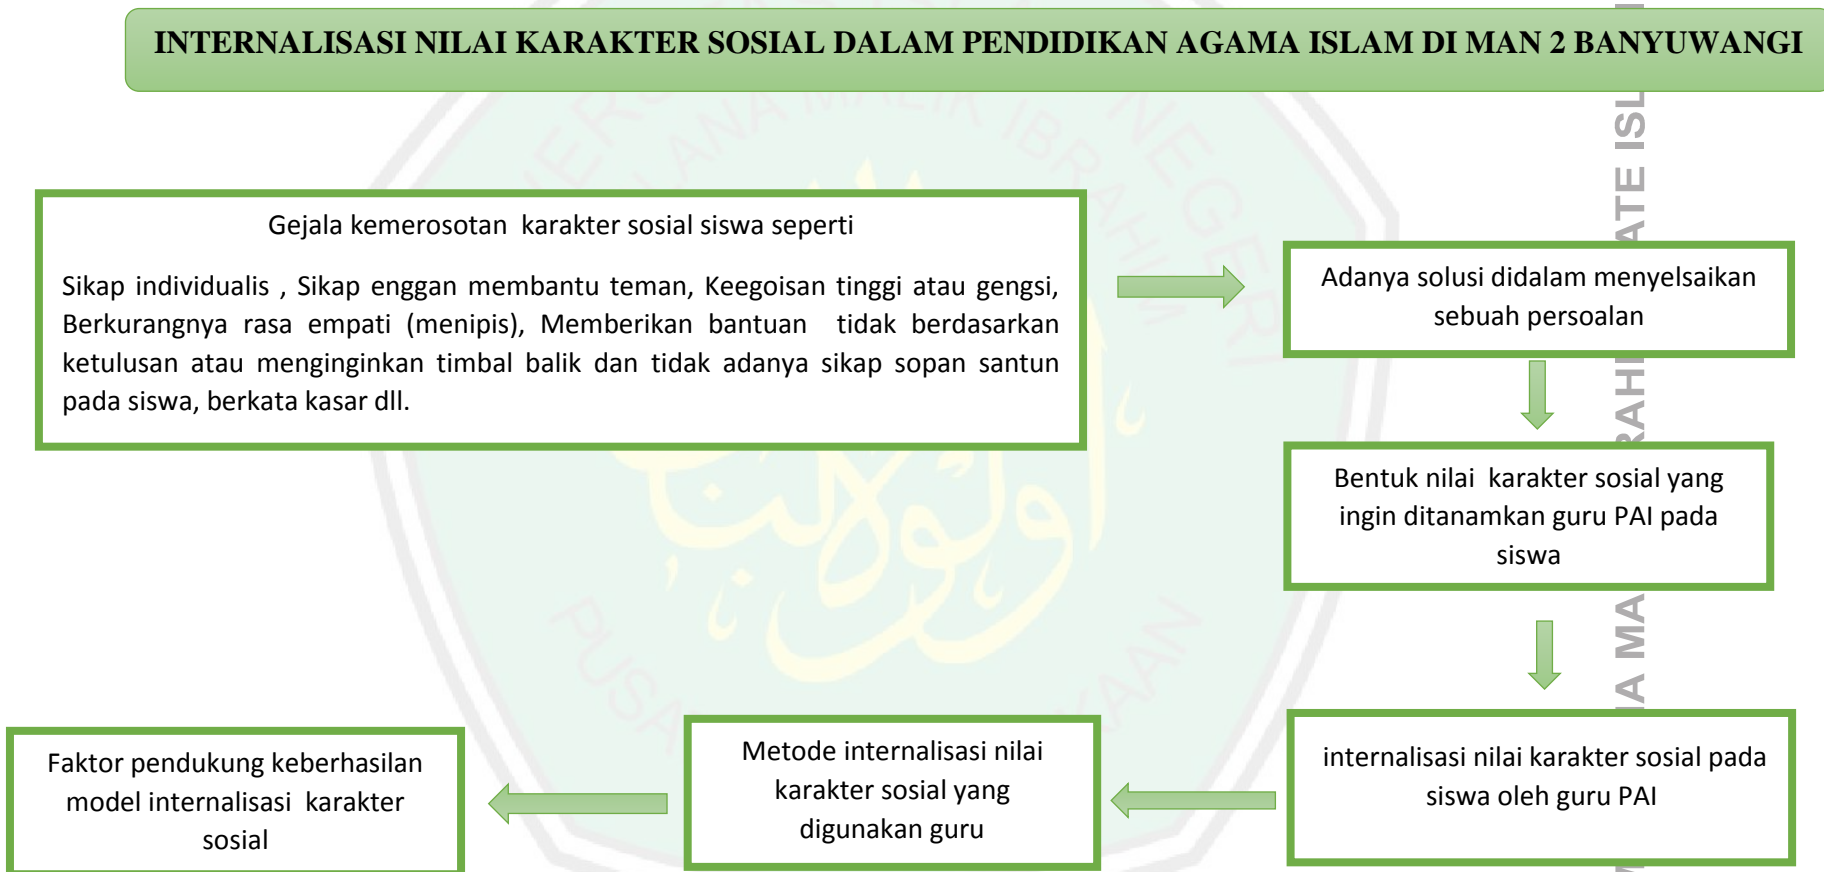 INTERNALISASI NILAI KARAKTER SOSIAL DALAM PENDIDIKAN AGAMA ISLAM DI MAN 2 BANYUWANGI
Gejala kemerosotan karakter sosial siswa seperti
Sikap individualis , Sikap enggan membantu teman, Keegoisan tinggi atau gengsi,
Berkurangnya rasa empati (menipis), Memberikan bantuan tidak berdasarkan
ketulusan atau menginginkan timbal balik dan tidak adanya sikap sopan santun
pada siswa, berkata kasar dll.
Adanya solusi didalam menyelsaikan
sebuah persoalan
Bentuk nilai karakter sosial yang
ingin ditanamkan guru PAI pada
siswa
internalisasi nilai karakter sosial pada
siswa oleh guru PAI
Metode internalisasi nilai
karakter sosial yang
digunakan guru
Faktor pendukung keberhasilan
model internalisasi karakter
sosial